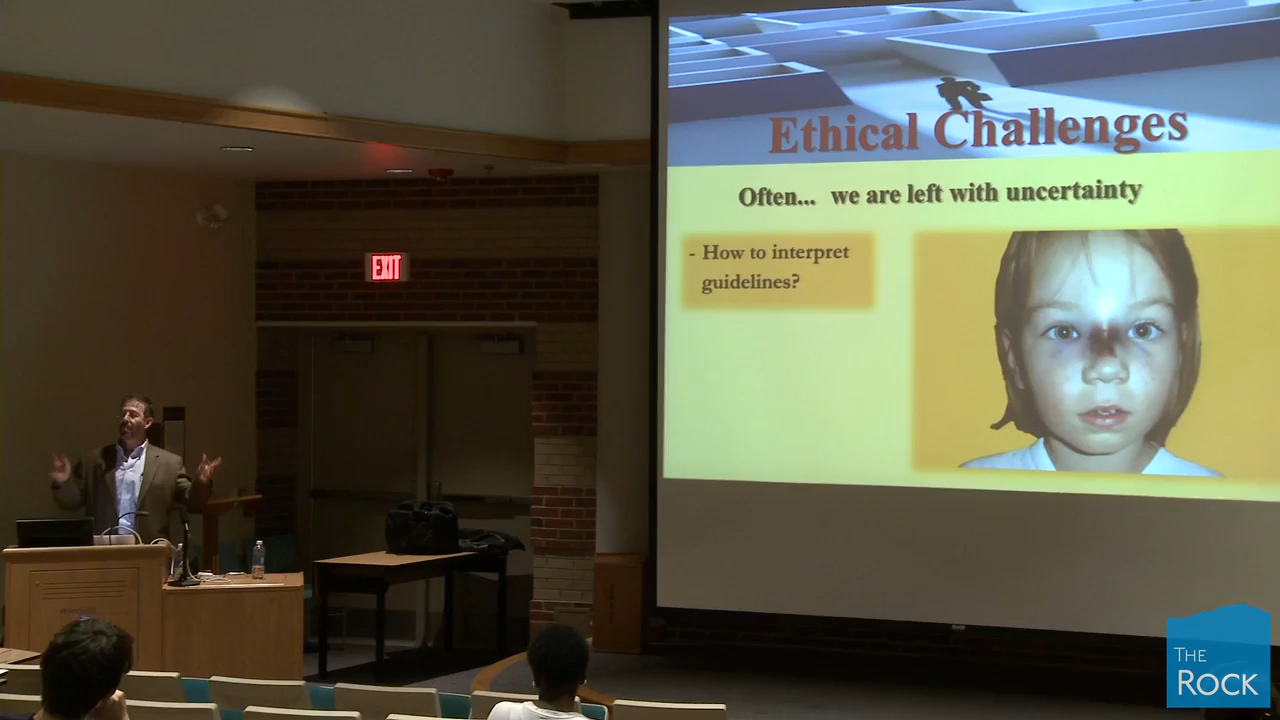 Ethical Challenges
Often... we are left with uncertainty
- How to interpret
guidelines?
EXIT
THE
ROCK